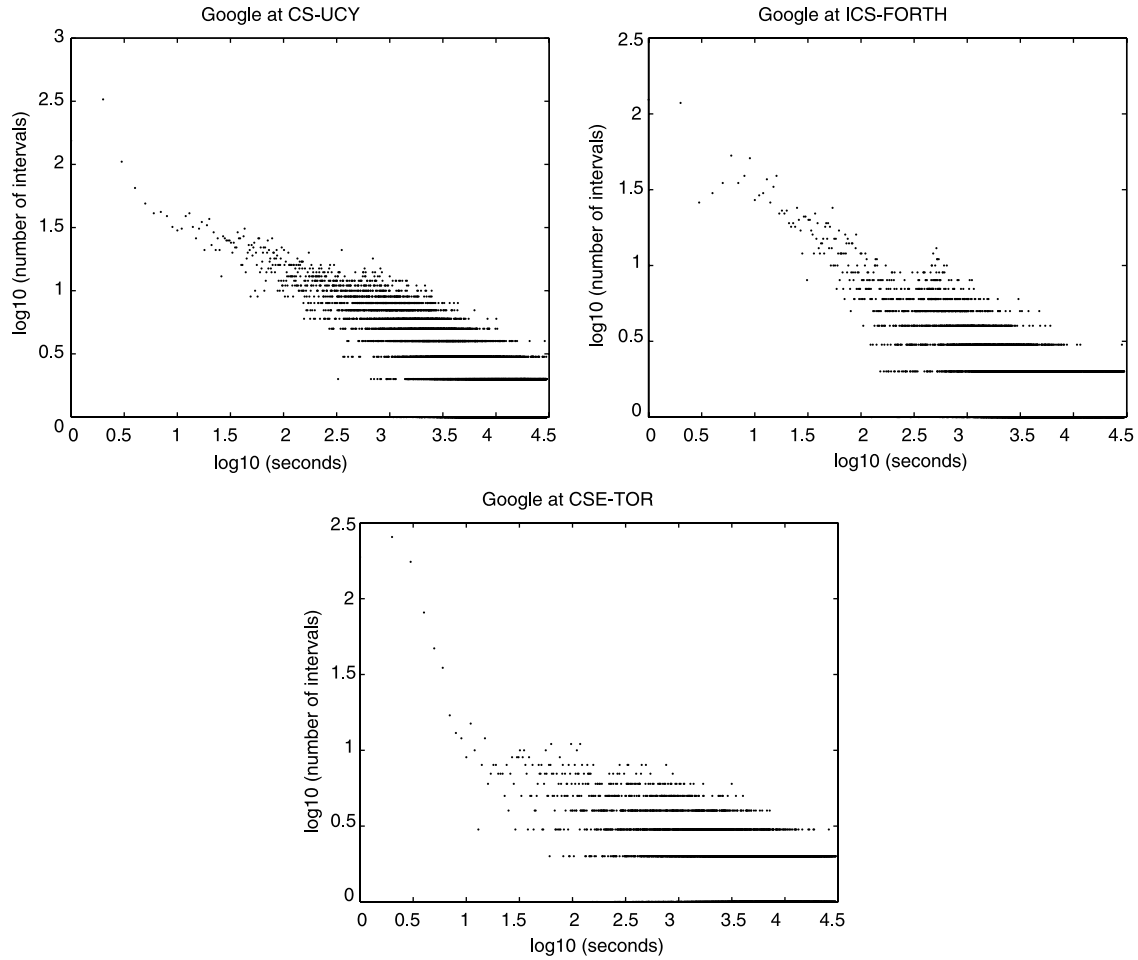 Google at CS-UCY
3
2.5
2
1.5
1
0.5
0
log10 (number of intervals)
0 0.5 1 1.5 2 2.5 3 3.5 4 4.5
log10 (seconds)
Google at ICS-FORTH
2.5
2
1.5
1
0.5
0
log10 (number of intervals)
0 0.5 1 1.5 2 2.5 3 3.5 4 4.5
log10 (seconds)
Google at CSE-TOR
2.5
2
1.5
1
0.5
0
log10 (number of intervals)
0 0.5 1 1.5 2 2.5 3 3.5 4 4.5
log10 (seconds)